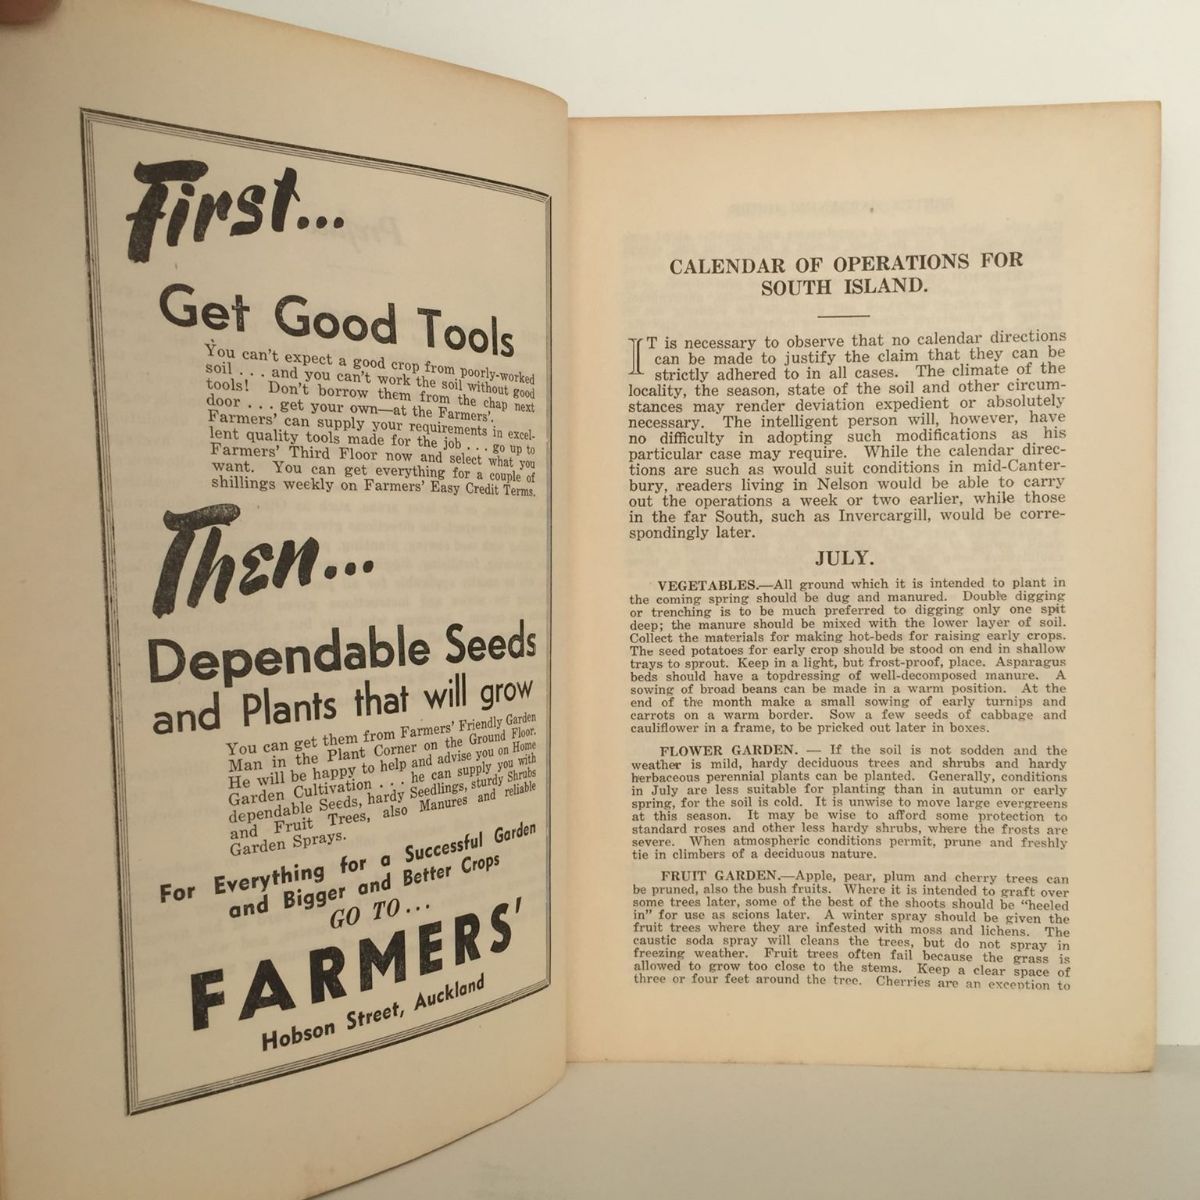 First...
Get Good Tools
You can't expect a good crop from poorly-worked
soil . . . and you can't work the soil without good
tools! Don't borrow them from the chap next
door . . . get your own—at the Farmers'.
Farmers' can supply your requirements in excel-
lent quality tools made for the job . . . go up to
Farmers' Third Floor now and select what you
want. You can get everything for a couple of
shillings weekly on Farmers' Easy Credit Terms.
Then...
Dependable Seeds
and Plants that will grow
You can get them from Farmers' Friendly Garden
Man in the Plant Corner on the Ground Floor.
He will be happy to help and advise you on Home
Garden Cultivation . . . he can supply you with
dependable Seeds, hardy Seedlings, sturdy Shrubs
and Fruit Trees, also Manures and reliable
Garden Sprays.
For Everything for a Successful Garden
and Bigger and Better Crops
GO TO...
FARMERS'
Hobson Street, Auckland
CALENDAR OF OPERATIONS FOR
SOUTH ISLAND.
IT is necessary to observe that no calendar directions
can be made to justify the claim that they can be
strictly adhered to in all cases. The climate of the
locality, the season, state of the soil and other circum-
stances may render deviation expedient or absolutely
necessary. The intelligent person will, however, have
no difficulty in adopting such modifications as his
particular case may require. While the calendar direc-
tions are such as would suit conditions in mid-Canter-
bury, readers living in Nelson would be able to carry
out the operations a week or two earlier, while those
in the far South, such as Invercargill, would be corre-
spondingly later.
JULY.
VEGETABLES.—All ground which it is intended to plant in
the coming spring should be dug and manured. Double digging
or trenching is to be much preferred to digging only one spit
deep; the manure should be mixed with the lower layer of soil.
Collect the materials for making hot-beds for raising early crops.
The seed potatoes for early crop should be stood on end in shallow
trays to sprout. Keep in a light, but frost-proof, place. Asparagus
beds should have a topdressing of well-decomposed manure. A
sowing of broad beans can be made in a warm position. At the
end of the month make a small sowing of early turnips and
carrots on a warm border. Sow a few seeds of cabbage and
cauliflower in a frame, to be pricked out later in boxes.
FLOWER GARDEN. — If the soil is not sodden and the
weather is mild, hardy deciduous trees and shrubs and hardy
herbaceous perennial plants can be planted. Generally, conditions
in July are less suitable for planting than in autumn or early
spring, for the soil is cold. It is unwise to move large evergreens
at this season. It may be wise to afford some protection to
standard roses and other less hardy shrubs, where the frosts are
severe. When atmospheric conditions permit, prune and freshly
tie in climbers of a deciduous nature.
FRUIT GARDEN.—Apple, pear, plum and cherry trees can
be pruned, also the bush fruits. Where it is intended to graft over
some trees later, some of the best of the shoots should be "heeled
in" for use as scions later. A winter spray should be given the
fruit trees where they are infested with moss and lichens. The
caustic soda spray will cleans the trees, but do not spray in
freezing weather. Fruit trees often fail because the grass is
allowed to grow too close to the stems. Keep a clear space of
three or four feet around the tree. Cherries are an exception to